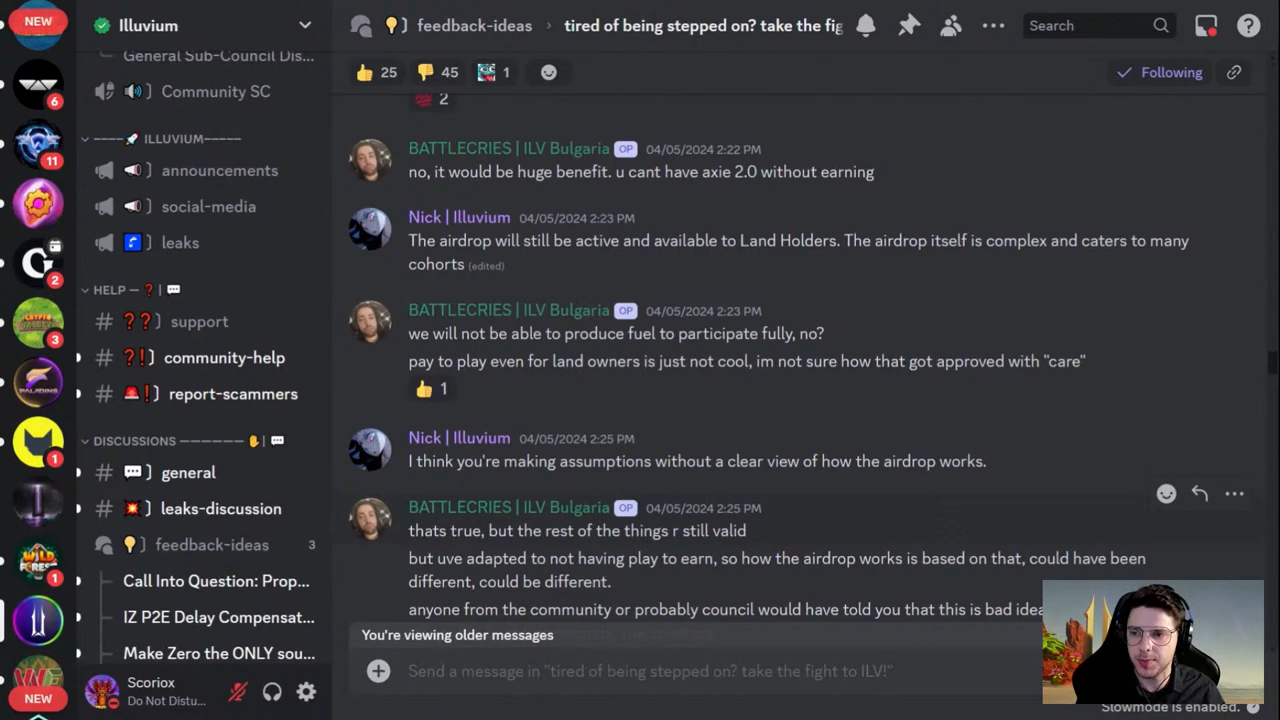 NEW
6
11
2
3
1
1
NEW
Illuvium
General Sub-Council Dis...
Community SC
ILLUVIUM
announcements
social-media
leaks
HELP
support
community-help
report-scammers
DISCUSSIONS
general
leaks-discussion
feedback-ideas 3
Call Into Question: Prop...
IZ P2E Delay Compensat...
Make Zero the ONLY sou...
Scoriox
Do Not Distu...
feedback-ideas › tired of being stepped on? take the fig
Search
25 45 1
Following
2
BATTLECRIES | ILV Bulgaria OP 04/05/2024 2:22 PM
no, it would be huge benefit. u cant have axie 2.0 without earning
Nick | Illuvium 04/05/2024 2:23 PM
The airdrop will still be active and available to Land Holders. The airdrop itself is complex and caters to many
cohorts (edited)
BATTLECRIES | ILV Bulgaria OP 04/05/2024 2:23 PM
we will not be able to produce fuel to participate fully, no?
pay to play even for land owners is just not cool, im not sure how that got approved with "care"
1
Nick | Illuvium 04/05/2024 2:25 PM
I think you're making assumptions without a clear view of how the airdrop works.
BATTLECRIES | ILV Bulgaria OP 04/05/2024 2:25 PM
thats true, but the rest of the things r still valid
but uve adapted to not having play to earn, so how the airdrop works is based on that, could have been
different, could be different.
anyone from the community or probably council would have told you that this is bad idea
You're viewing older messages
Send a message in "tired of being stepped on? take the fight to ILV!"
Slowmode is enabled.